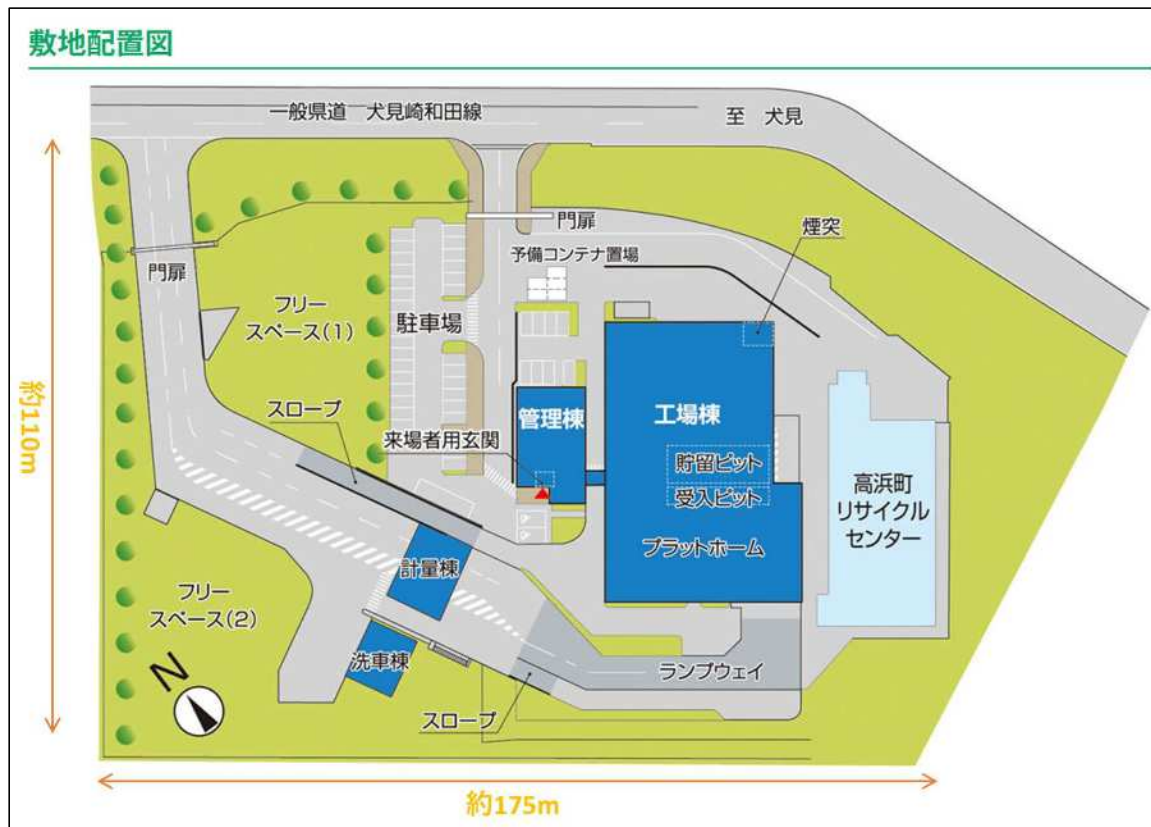 敷地配置図
一般県道 犬見崎和田線
至 犬見
門扉
門扉
煙突
予備コンテナ置場
フリー
スペース(1)
駐車場
スロープ
来場者用玄関
管理棟
工場棟
貯留ピット
受入ピット
プラットホーム
高浜町
リサイクル
センター
約110m
計量棟
フリー
スペース(2)
洗車棟
ランプウェイ
スロープ
N
約175m